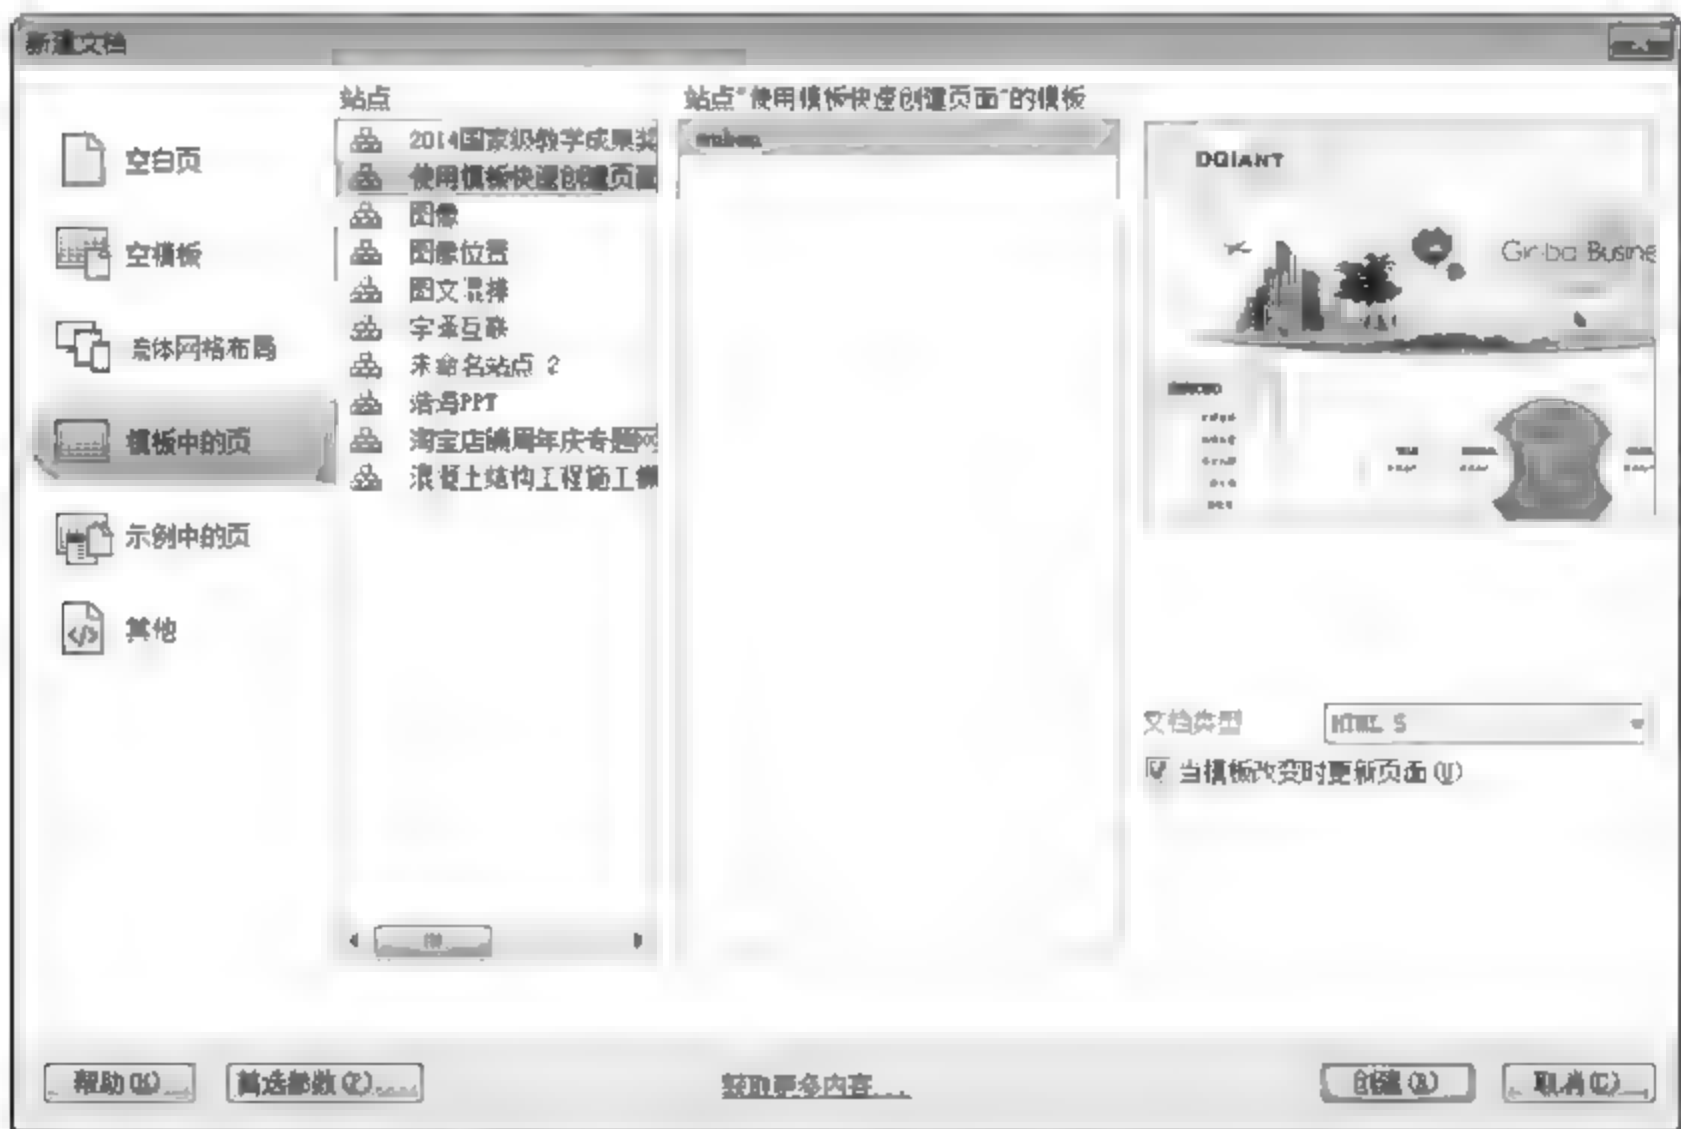 新建文档
站点
站点"使用模板快速创建页面"的模板
空白页
空模板
流体网格布局
模板中的页
示例中的页
其他
2014国家级教学成果奖
使用模板快速创建页面
图像
图像位置
图文混排
未命名站点 2
浩海PPT
淘宝店铺周年庆专题网
混凝土结构工程施工
DQIANT
文档类型
HTML 5
当模板改变时更新页面(U)
帮助(H)
首选参数(P)...
获取更多内容...
创建(R)
取消(C)